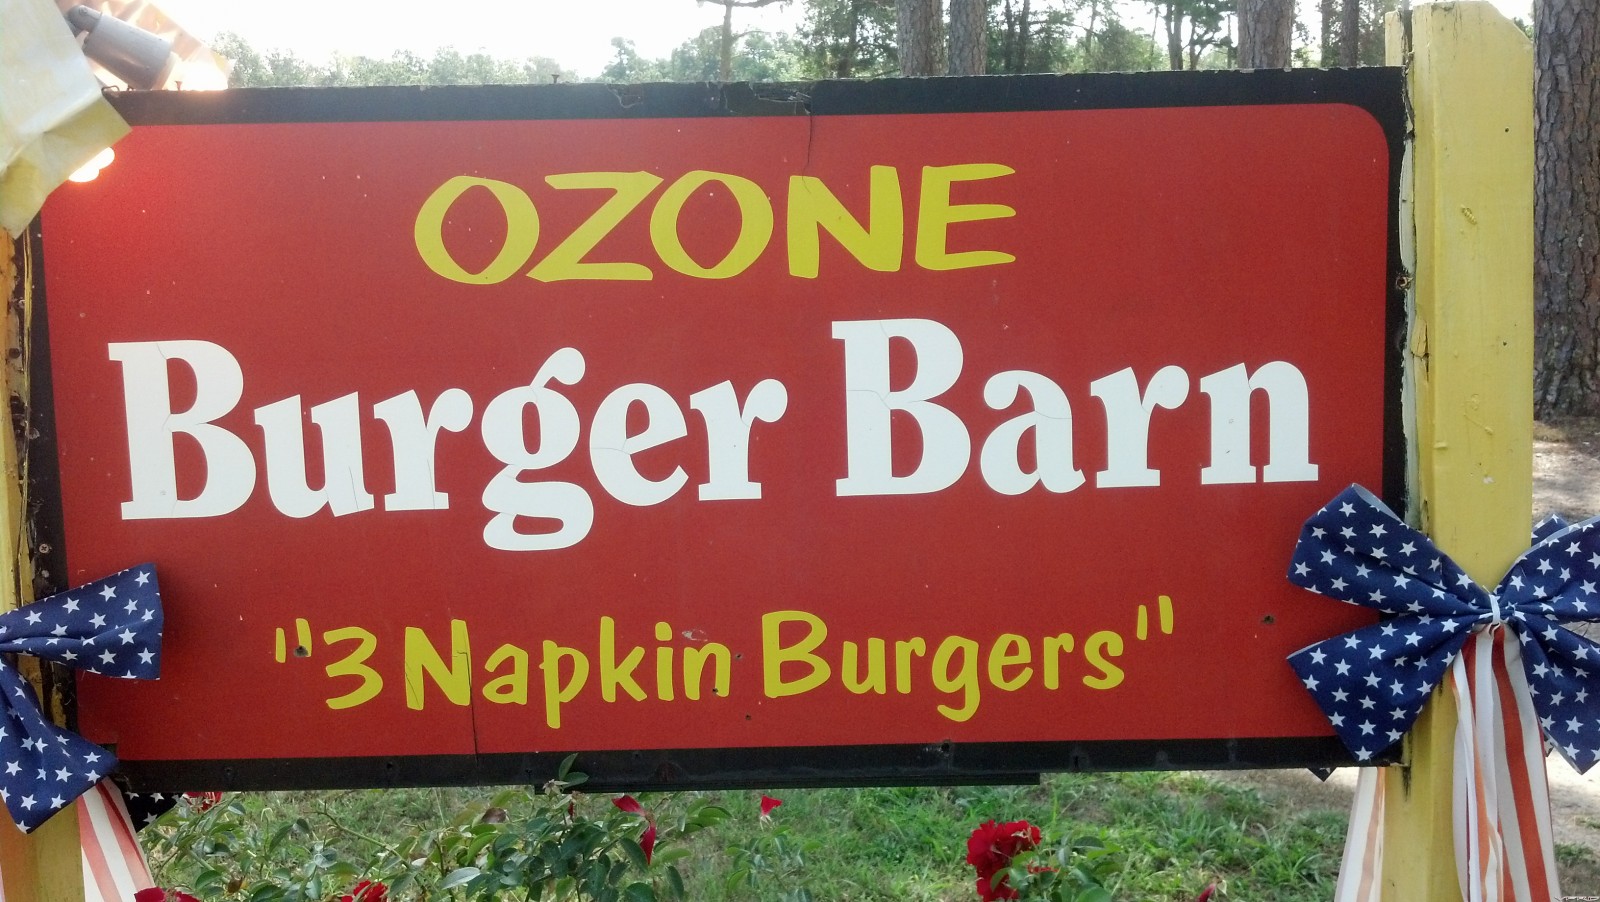 OZONE
Burger Barn
"3 Napkin Burgers"